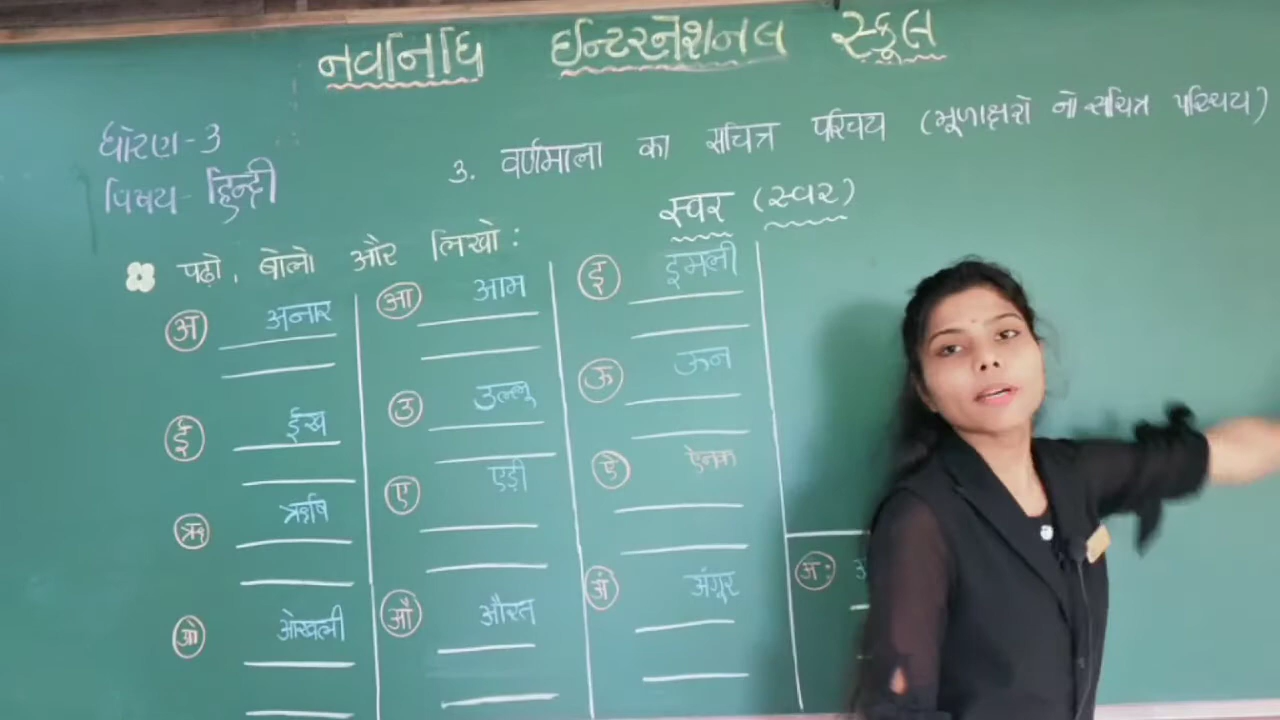 નવનિધિ ઈન્ટરનેશનલ સ્કૂલ
ધોરણ-3
વિષય- हिन्दी
3. वर्णमाला का सचित्र परिचय (મૂળાક્ષરો નો સચિત્ર પરિચય)
स्वर (સ્વર)
पढ़ो, बोलो और लिखो :
अ अनार आ आम इ इमली
ई ईख उ उल्लू ऊ ऊन
ऋ ऋषि ए एड़ी ऐ ऐनक
ओ ओखली औ औरत अं अंगूर अः